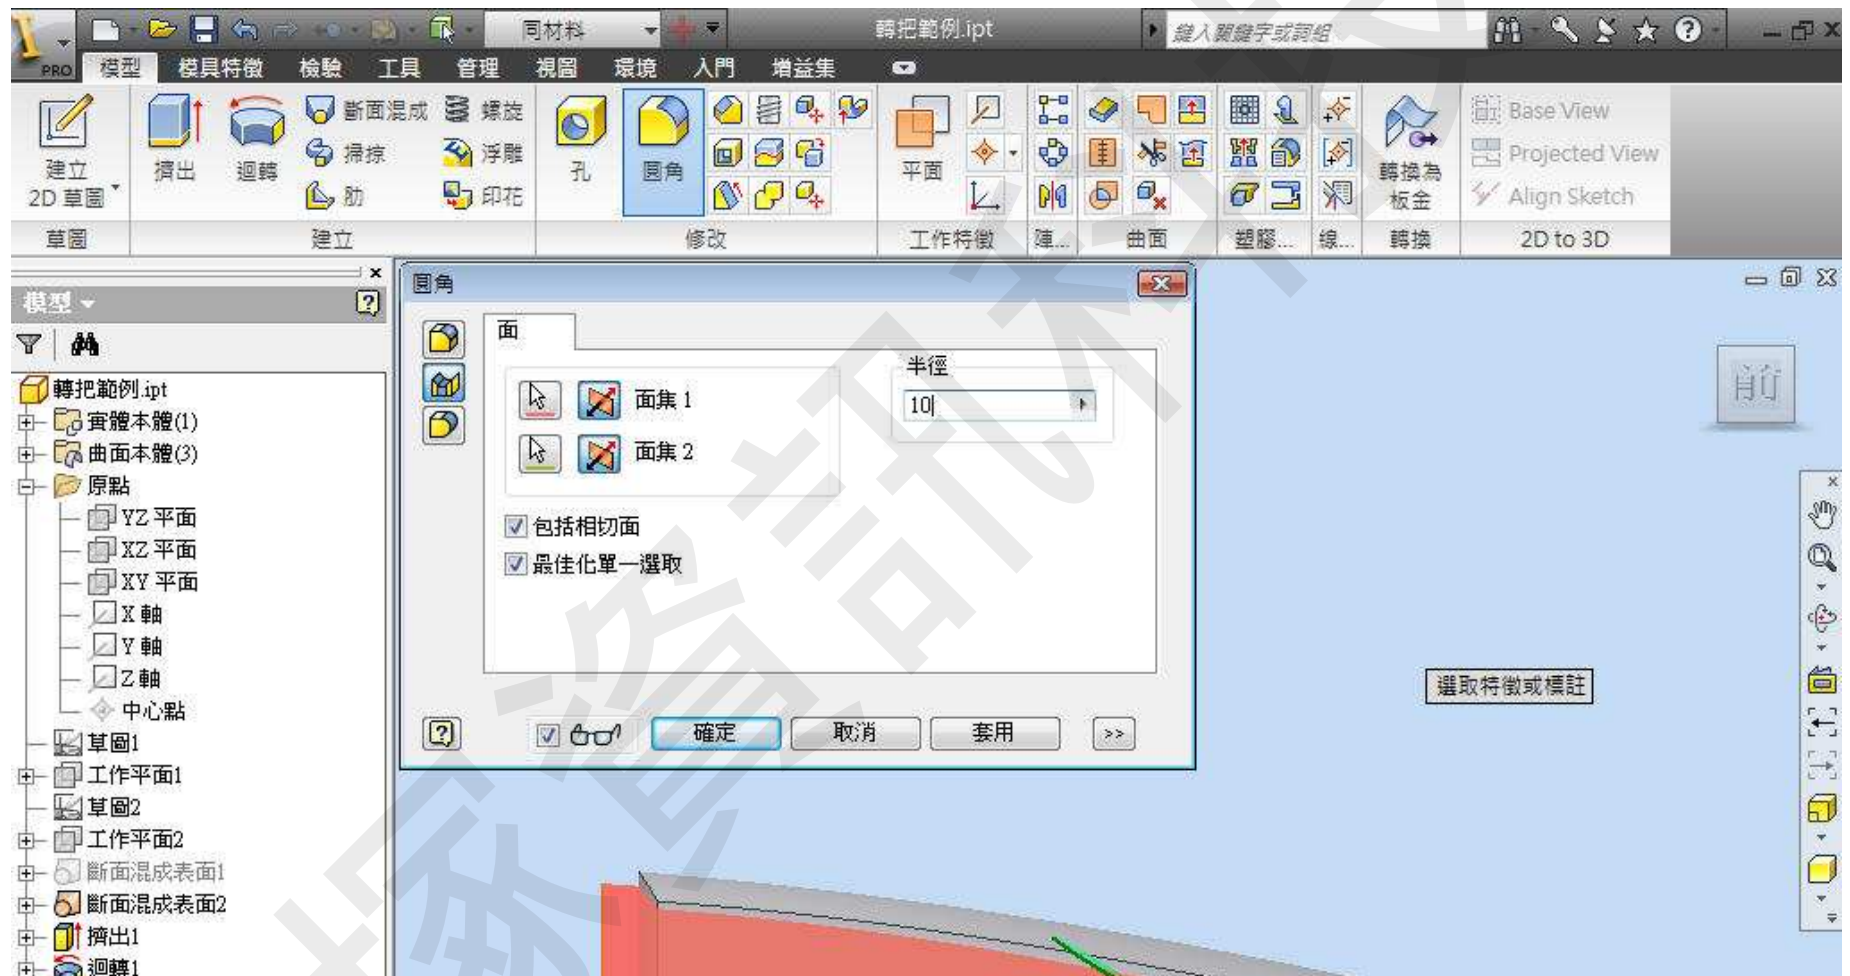 同材料
轉把範例.ipt
鍵入關鍵字或詞組
PRO
模型 模具特徵 檢驗 工具 管理 視圖 環境 入門 增益集
建立
2D 草圖
擠出
迴轉
斷面混成
掃掠
肋
螺旋
浮雕
印花
孔
圓角
平面
轉換為
板金
Base View
Projected View
Align Sketch
草圖
建立
修改
工作特徵
陣...
曲面
塑膠...
線...
轉換
2D to 3D
模型
轉把範例.ipt
實體本體(1)
曲面本體(3)
原點
YZ 平面
XZ 平面
XY 平面
X 軸
Y 軸
Z 軸
中心點
草圖1
工作平面1
草圖2
工作平面2
斷面混成表面1
斷面混成表面2
擠出1
迴轉1
圓角
面
面集 1
面集 2
半徑
10
包括相切面
最佳化單一選取
確定
取消
套用
>>
前
選取特徵或標註
資訊科技